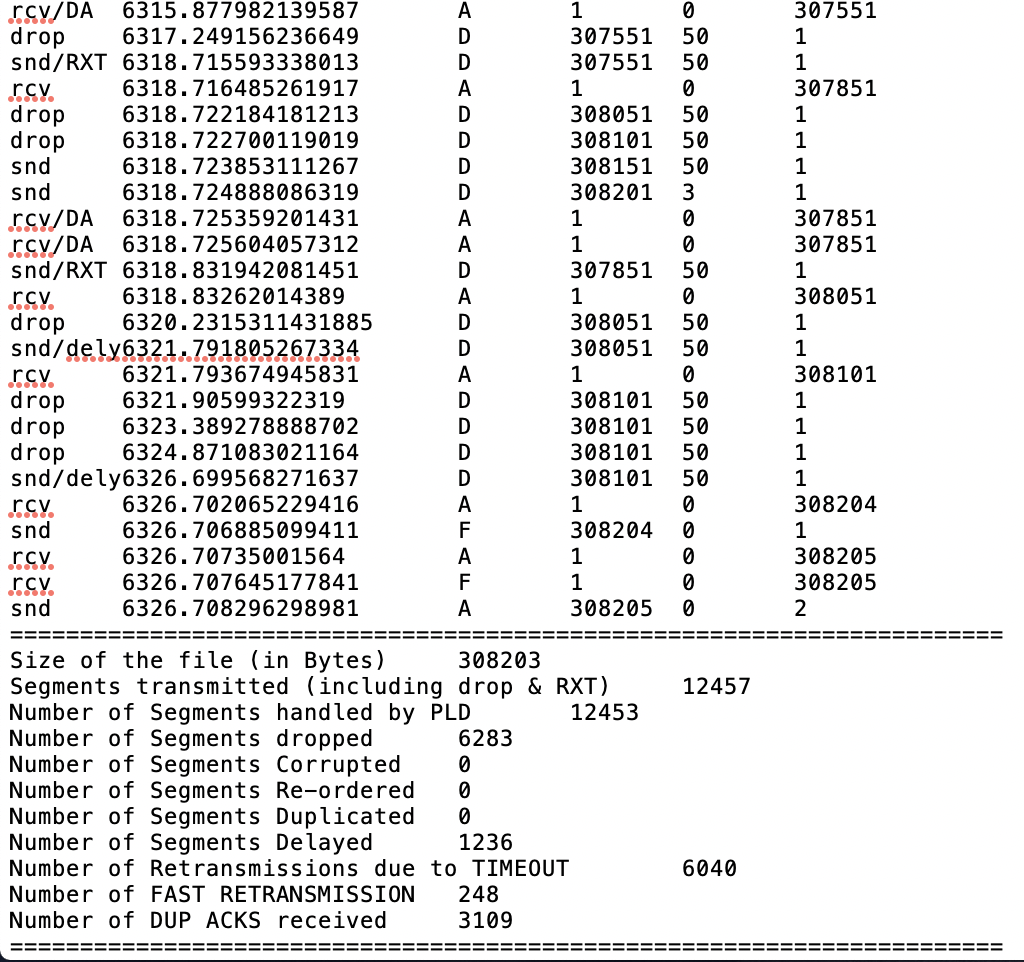 rcv/DA 6315.877982139587 A 1 0 307551
drop 6317.249156236649 D 307551 50 1
snd/RXT 6318.715593338013 D 307551 50 1
rcv 6318.716485261917 A 1 0 307851
drop 6318.722184181213 D 308051 50 1
drop 6318.722700119019 D 308101 50 1
snd 6318.723853111267 D 308151 50 1
snd 6318.724888086319 D 308201 3 1
rcv/DA 6318.725359201431 A 1 0 307851
rcv/DA 6318.725604057312 A 1 0 307851
snd/RXT 6318.831942081451 D 307851 50 1
rcv 6318.83262014389 A 1 0 308051
drop 6320.2315311431885 D 308051 50 1
snd/dely6321.791805267334 D 308051 50 1
rcv 6321.793674945831 A 1 0 308101
drop 6321.90599322319 D 308101 50 1
drop 6323.389278888702 D 308101 50 1
drop 6324.871083021164 D 308101 50 1
snd/dely6326.699568271637 D 308101 50 1
rcv 6326.702065229416 A 1 0 308204
snd 6326.706885099411 F 308204 0 1
rcv 6326.70735001564 A 1 0 308205
rcv 6326.707645177841 F 1 0 308205
snd 6326.708296298981 A 308205 0 2
=======================================================================
Size of the file (in Bytes) 308203
Segments transmitted (including drop & RXT) 12457
Number of Segments handled by PLD 12453
Number of Segments dropped 6283
Number of Segments Corrupted 0
Number of Segments Re-ordered 0
Number of Segments Duplicated 0
Number of Segments Delayed 1236
Number of Retransmissions due to TIMEOUT 6040
Number of FAST RETRANSMISSION 248
Number of DUP ACKS received 3109
=======================================================================